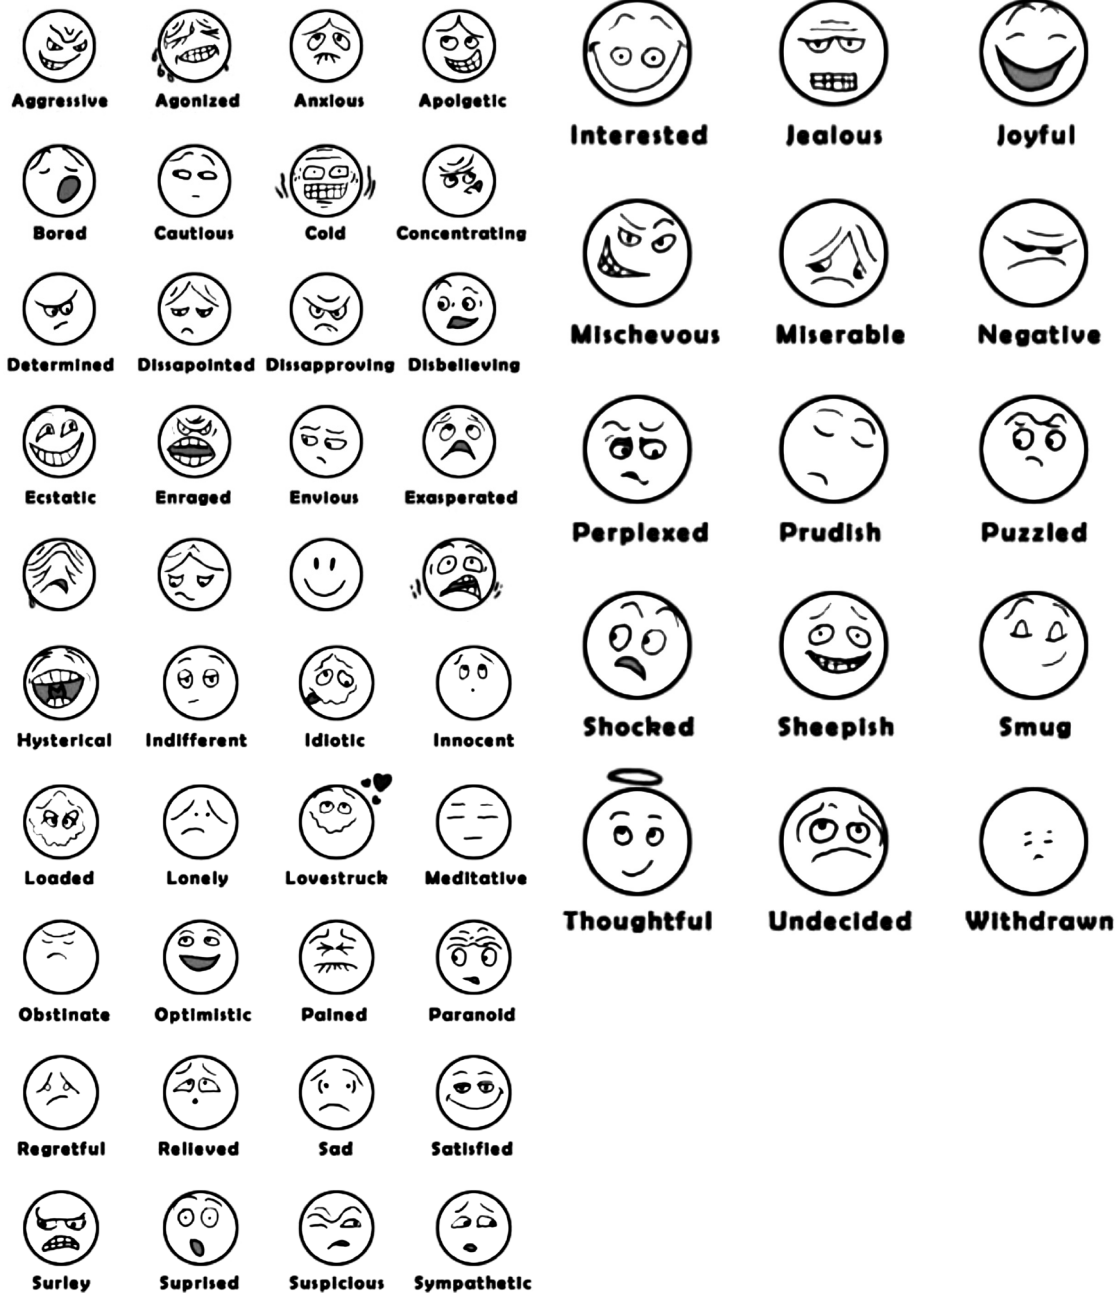 Aggressive Agonized Anxious Apolgetic
Interested Jealous Joyful
Bored Cautious Cold Concentrating
Mischevous Miserable Negative
Determined Dissapointed Dissapproving Disbelieving
Ecstatic Enraged Envious Exasperated
Perplexed Prudish Puzzled
Shocked Sheepish Smug
Hysterical Indifferent Idiotic Innocent
Loaded Lonely Lovestruck Meditative
Thoughtful Undecided Withdrawn
Obstinate Optimistic Pained Paranoid
Regretful Relieved Sad Satisfied
Surley Suprised Suspicious Sympathetic